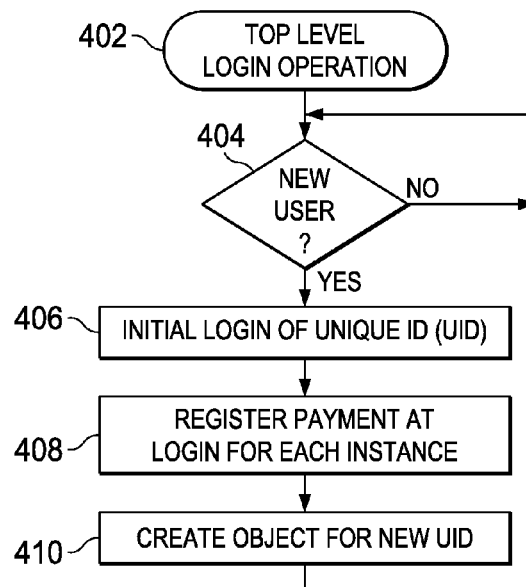 402
TOP LEVEL
LOGIN OPERATION
404
NEW
USER
?
NO
YES
406
INITIAL LOGIN OF UNIQUE ID (UID)
408
REGISTER PAYMENT AT
LOGIN FOR EACH INSTANCE
410
CREATE OBJECT FOR NEW UID